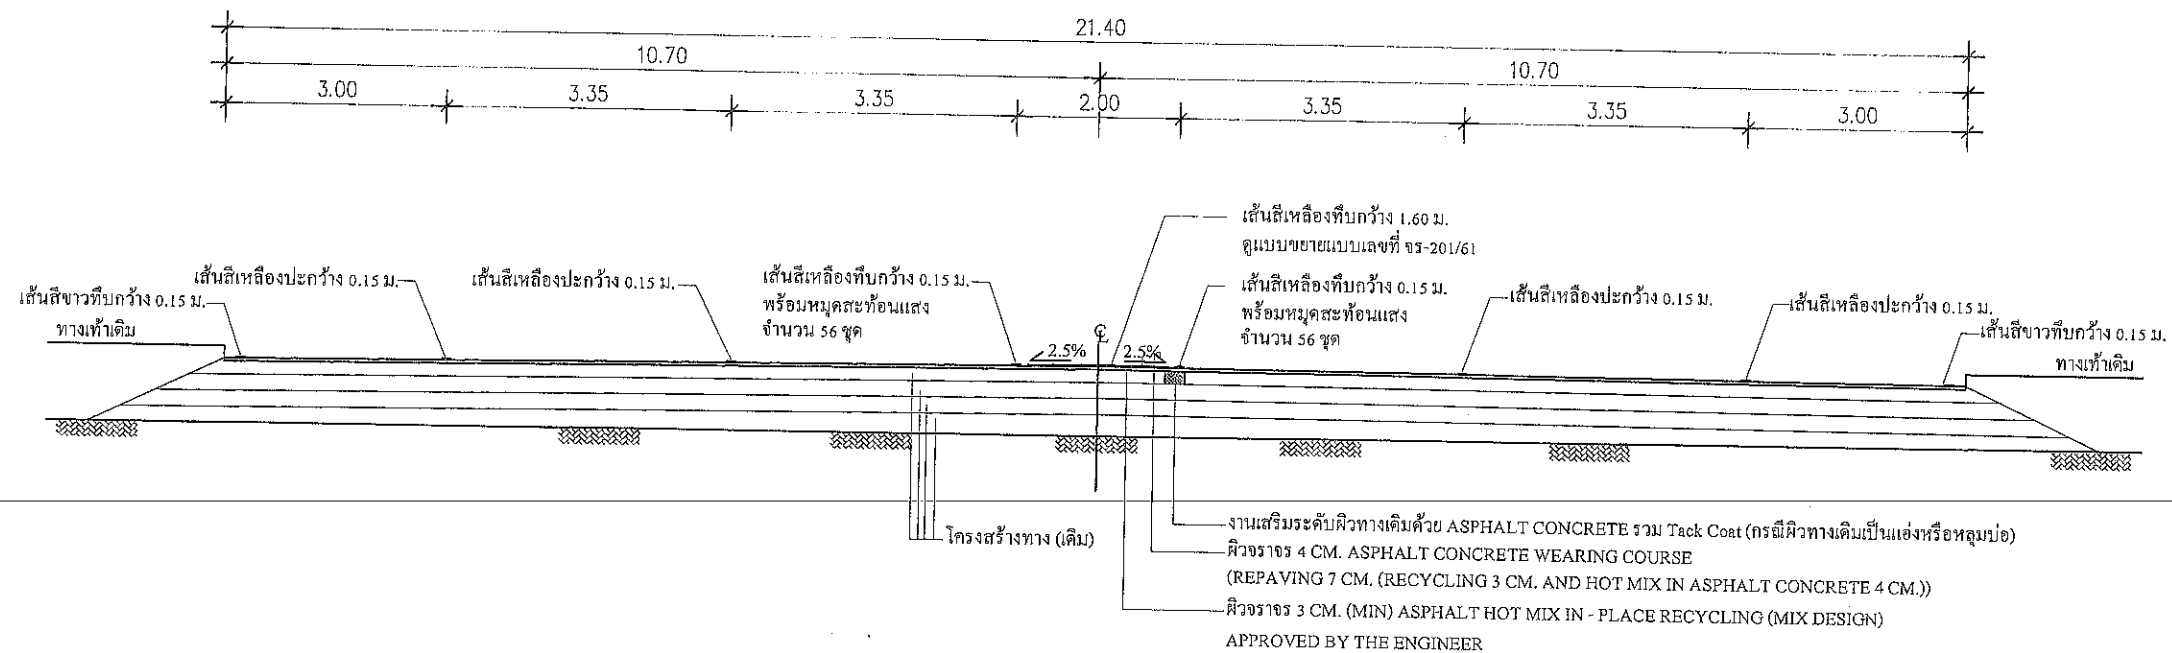 21.40
10.70
10.70
3.00
3.35
3.35
2.00
3.35
3.35
3.00
เส้นสีเหลืองทึบกว้าง 1.60 ม.
ดูแบบขยายแบบเลขที่ จร-201/61
เส้นสีขาวทึบกว้าง 0.15 ม.
ทางเท้าเดิม
เส้นสีเหลืองปะกว้าง 0.15 ม.
เส้นสีเหลืองปะกว้าง 0.15 ม.
เส้นสีเหลืองทึบกว้าง 0.15 ม.
พร้อมหมุดสะท้อนแสง
จำนวน 56 ชุด
เส้นสีเหลืองทึบกว้าง 0.15 ม.
พร้อมหมุดสะท้อนแสง
จำนวน 56 ชุด
เส้นสีเหลืองปะกว้าง 0.15 ม.
เส้นสีเหลืองปะกว้าง 0.15 ม.
เส้นสีขาวทึบกว้าง 0.15 ม.
ทางเท้าเดิม
℄
2.5%
2.5%
โครงสร้างทาง (เดิม)
งานเสริมระดับผิวทางเดิมด้วย ASPHALT CONCRETE รวม Tack Coat (กรณีผิวทางเดิมเป็นแอ่งหรือหลุมบ่อ)
ผิวจราจร 4 CM. ASPHALT CONCRETE WEARING COURSE
(REPAVING 7 CM. (RECYCLING 3 CM. AND HOT MIX IN ASPHALT CONCRETE 4 CM.))
ผิวจราจร 3 CM. (MIN) ASPHALT HOT MIX IN - PLACE RECYCLING (MIX DESIGN)
APPROVED BY THE ENGINEER